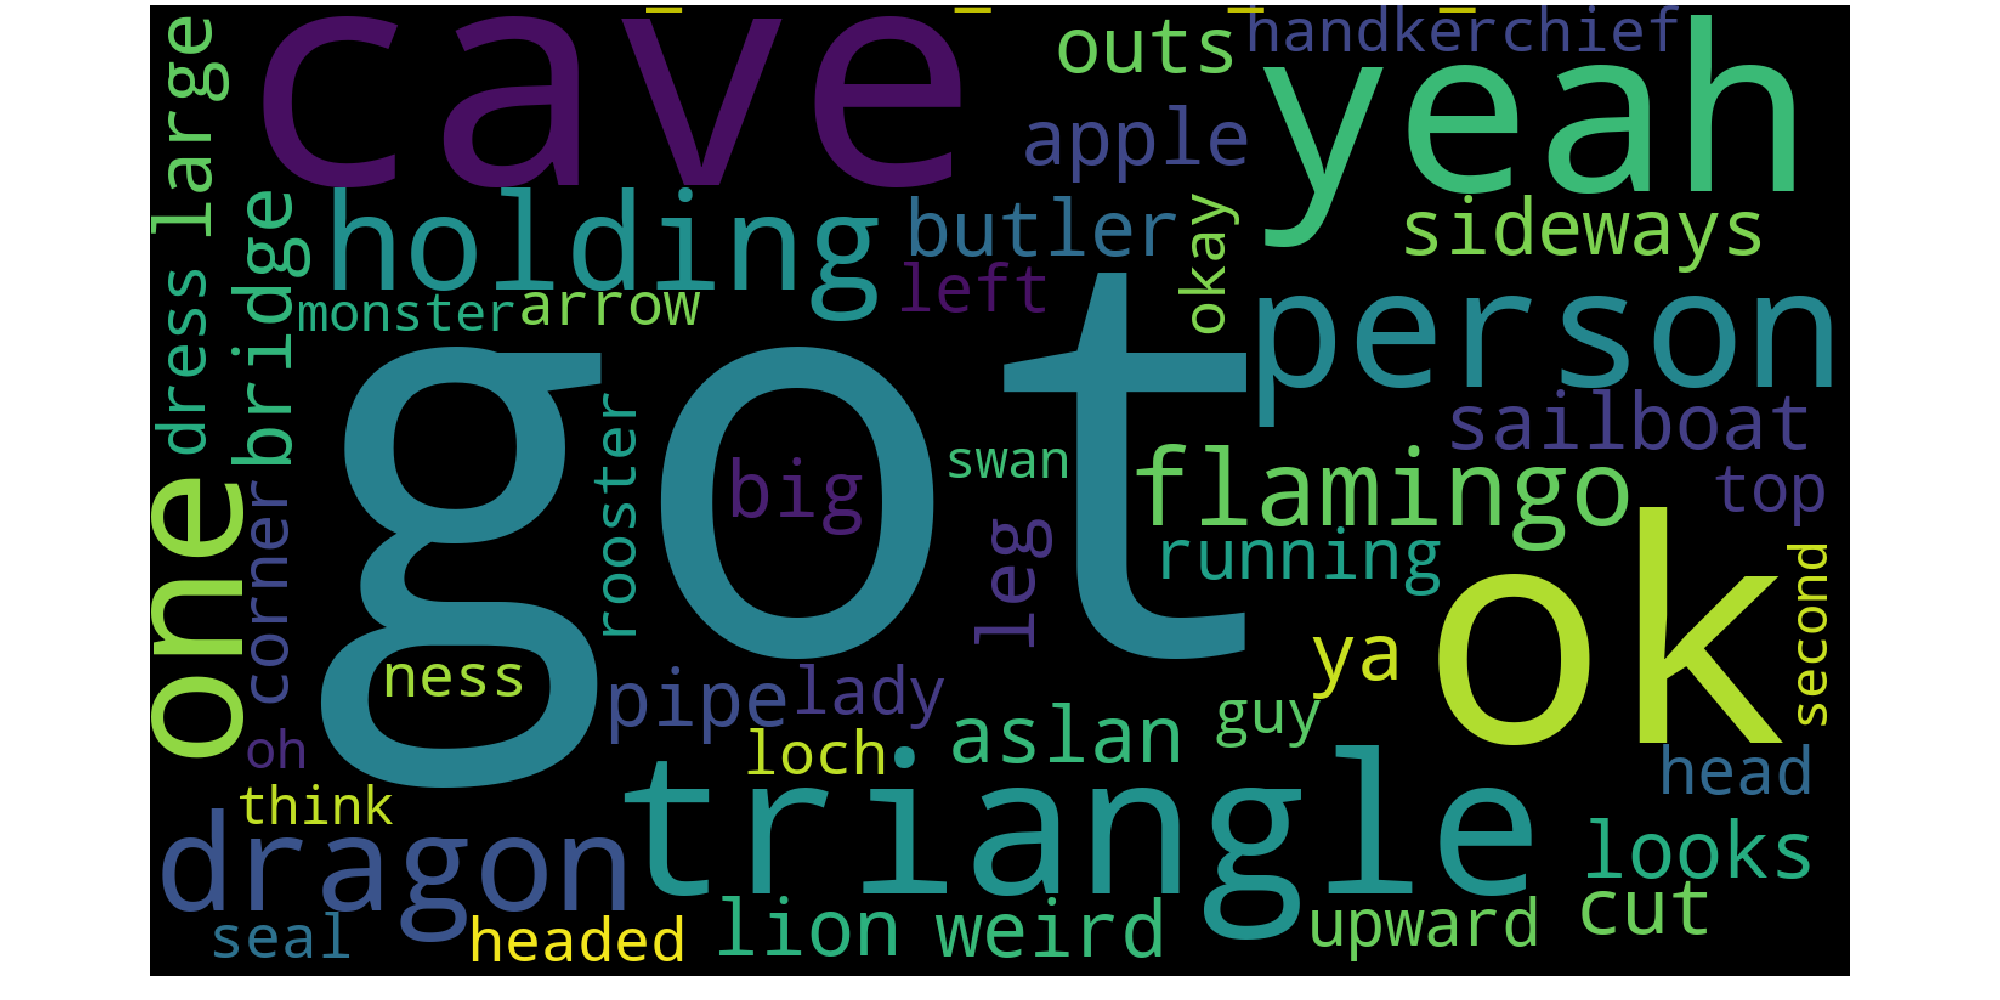 cave
yeah
handkerchief
outs
large
apple
holding
butler
okay
sideways
bridge
dress
left
monster
arrow
person
got
rooster
sailboat
swan
big
flamingo
top
one
corner
leg
running
ok
second
ness
ya
pipe
lady
guy
aslan
oh
loch
head
think
triangle
dragon
looks
cut
seal
headed
lion
weird
upward